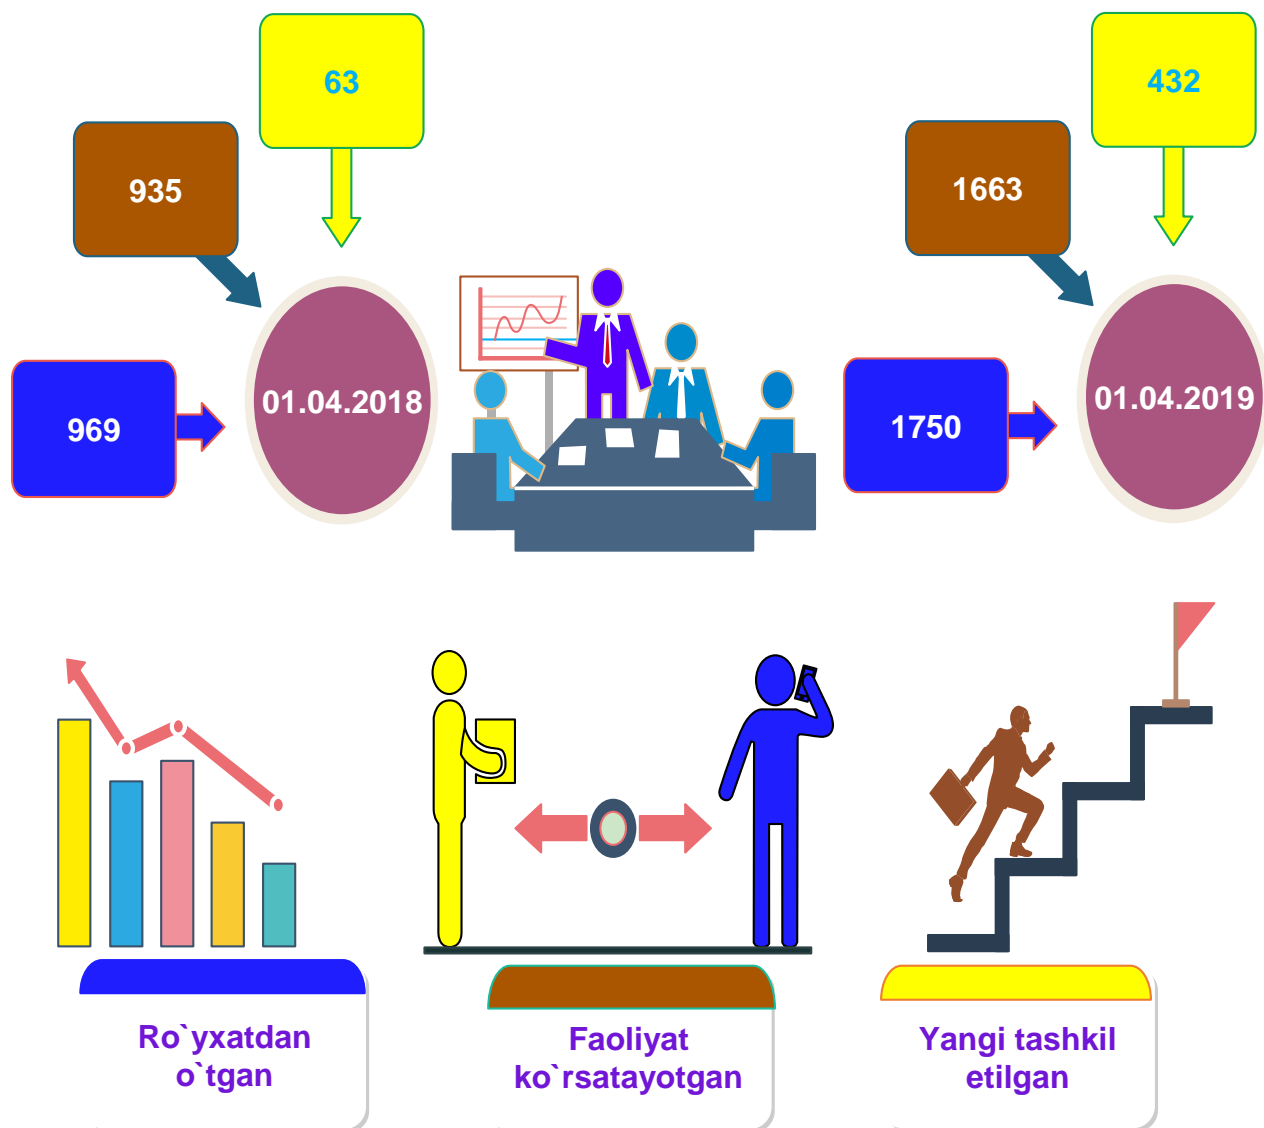 63
935
969
01.04.2018
432
1663
1750
01.04.2019
Ro`yxatdan
o`tgan
Faoliyat
ko`rsatayotgan
Yangi tashkil
etilgan